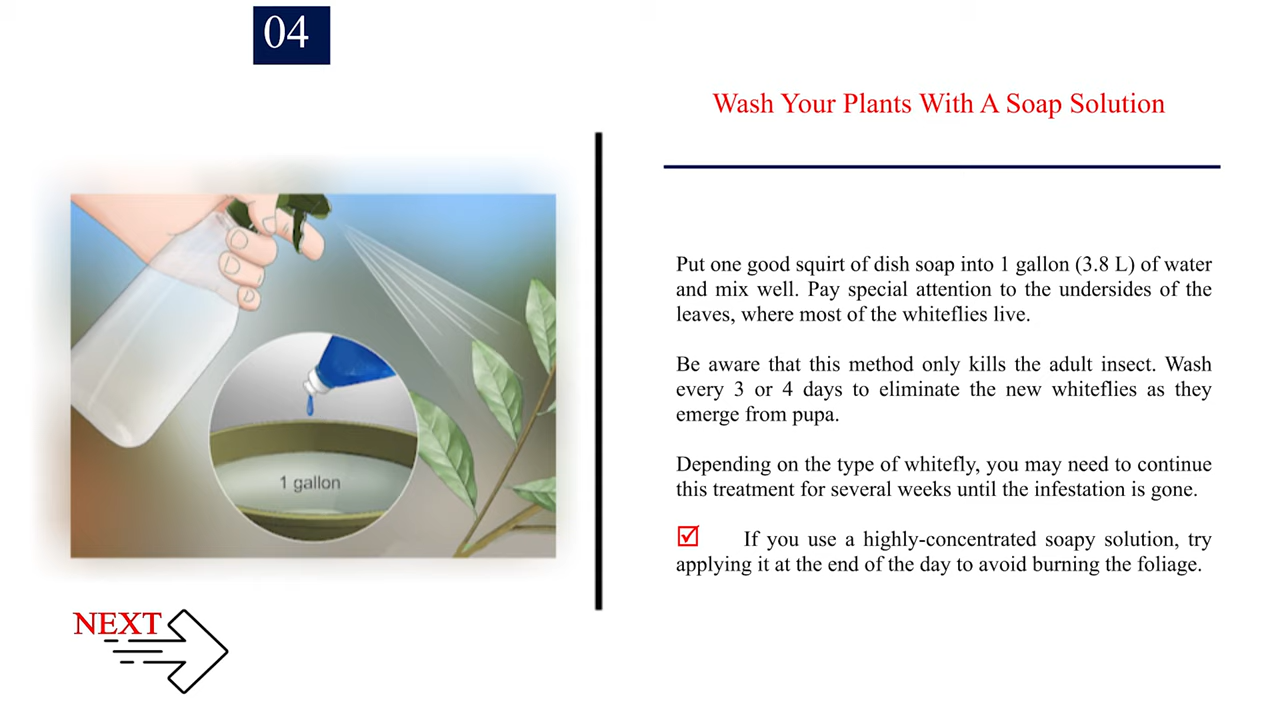 04
Wash Your Plants With A Soap Solution
1 gallon
Put one good squirt of dish soap into 1 gallon (3.8 L) of water
and mix well. Pay special attention to the undersides of the
leaves, where most of the whiteflies live.
Be aware that this method only kills the adult insect. Wash
every 3 or 4 days to eliminate the new whiteflies as they
emerge from pupa.
Depending on the type of whitefly, you may need to continue
this treatment for several weeks until the infestation is gone.
If you use a highly-concentrated soapy solution, try
applying it at the end of the day to avoid burning the foliage.
NEXT